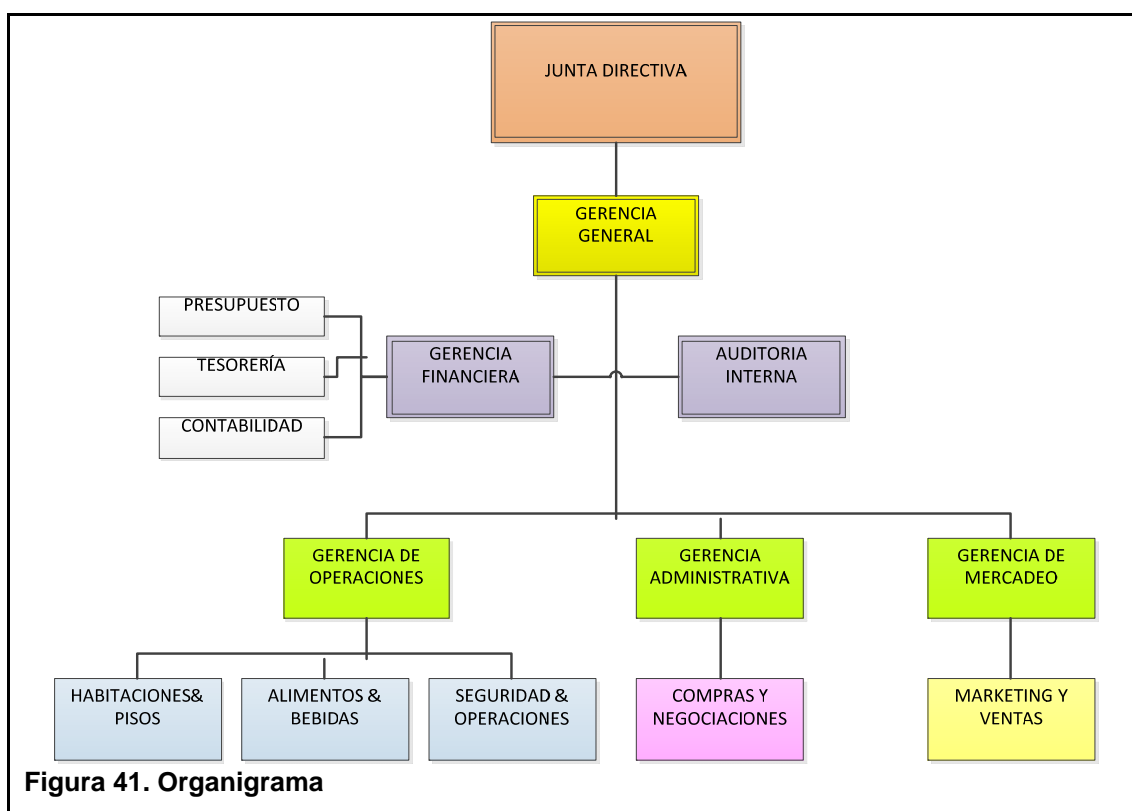 JUNTA DIRECTIVA
GERENCIA
GENERAL
PRESUPUESTO
TESORERÍA
CONTABILIDAD
GERENCIA
FINANCIERA
AUDITORIA
INTERNA
GERENCIA DE
OPERACIONES
GERENCIA
ADMINISTRATIVA
GERENCIA DE
MERCADEO
HABITACIONES&
PISOS
ALIMENTOS &
BEBIDAS
SEGURIDAD &
OPERACIONES
COMPRAS Y
NEGOCIACIONES
MARKETING Y
VENTAS
Figura 41. Organigrama